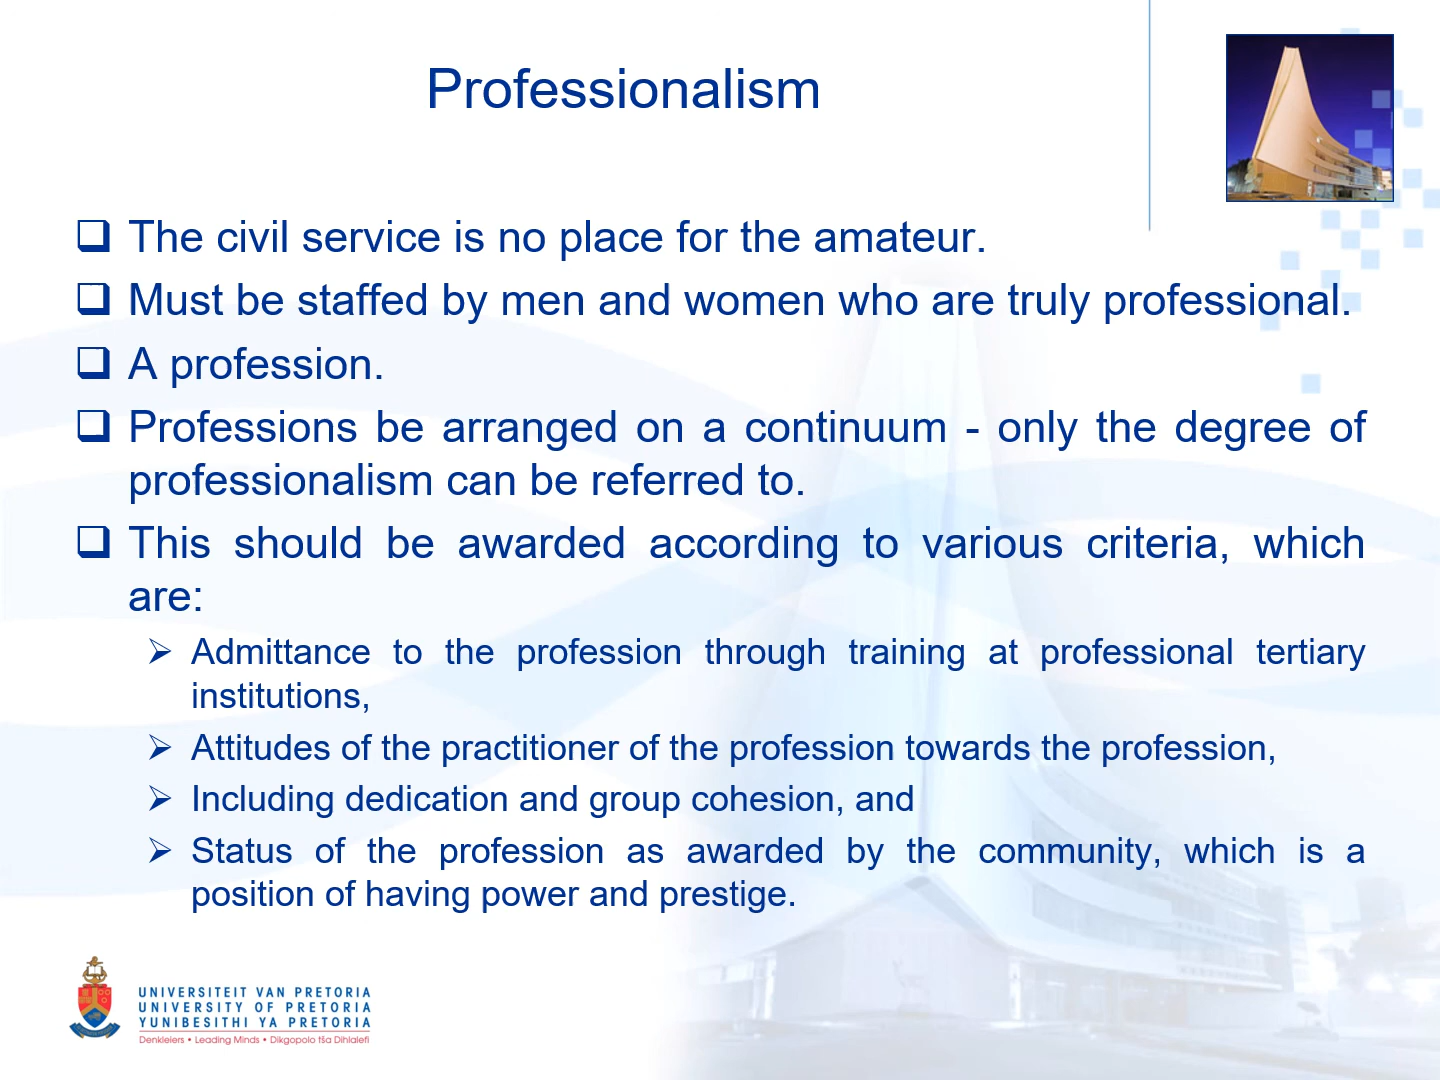 Professionalism
❑ The civil service is no place for the amateur.
❑ Must be staffed by men and women who are truly professional.
❑ A profession.
❑ Professions be arranged on a continuum - only the degree of
professionalism can be referred to.
❑ This should be awarded according to various criteria, which
are:
➢ Admittance to the profession through training at professional tertiary
institutions,
➢ Attitudes of the practitioner of the profession towards the profession,
➢ Including dedication and group cohesion, and
➢ Status of the profession as awarded by the community, which is a
position of having power and prestige.
UNIVERSITEIT VAN PRETORIA
UNIVERSITY OF PRETORIA
YUNIBESITHI YA PRETORIA
Denkleiers • Leading Minds • Dikgopolo tša Dihlalefi